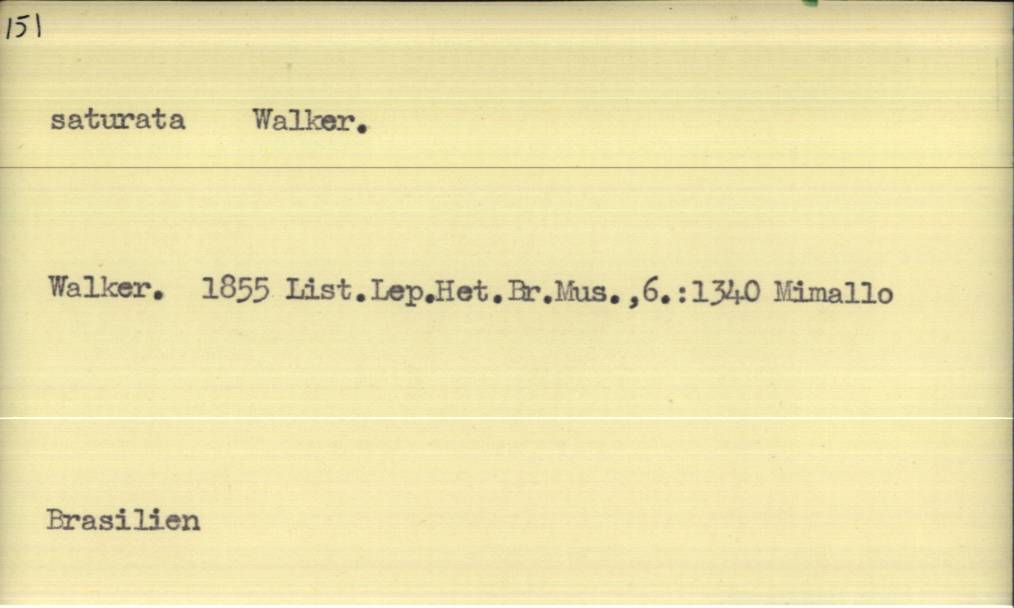 151
saturata Walker.
Walker. 1855 List.Lep.Het.Br.Mus.,6.:1340 Mimallo
Brasilien